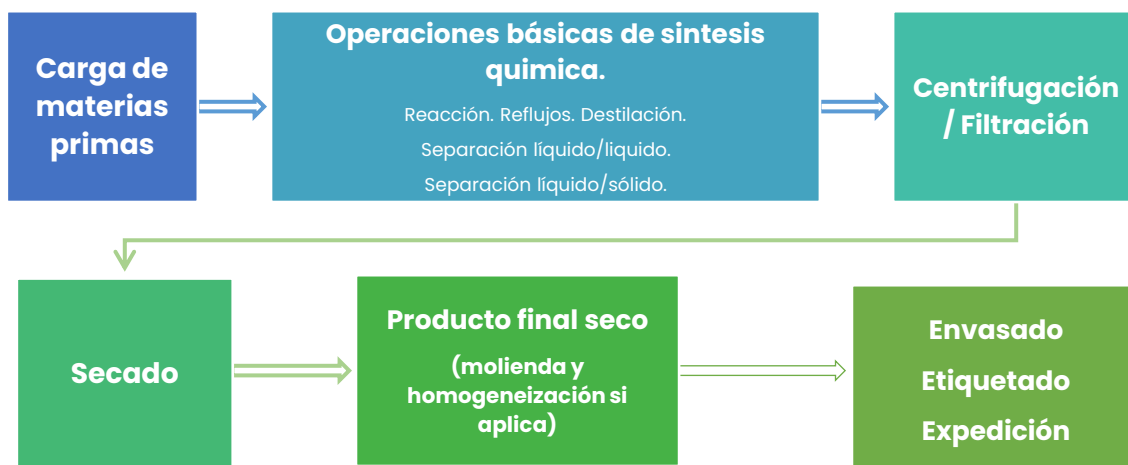 Carga de
materias
primas
Operaciones básicas de sintesis
quimica.
Reacción. Reflujos. Destilación.
Separación líquido/liquido.
Separación líquido/sólido.
Centrifugación
/ Filtración
Secado
Producto final seco
(molienda y
homogeneización si
aplica)
Envasado
Etiquetado
Expedición